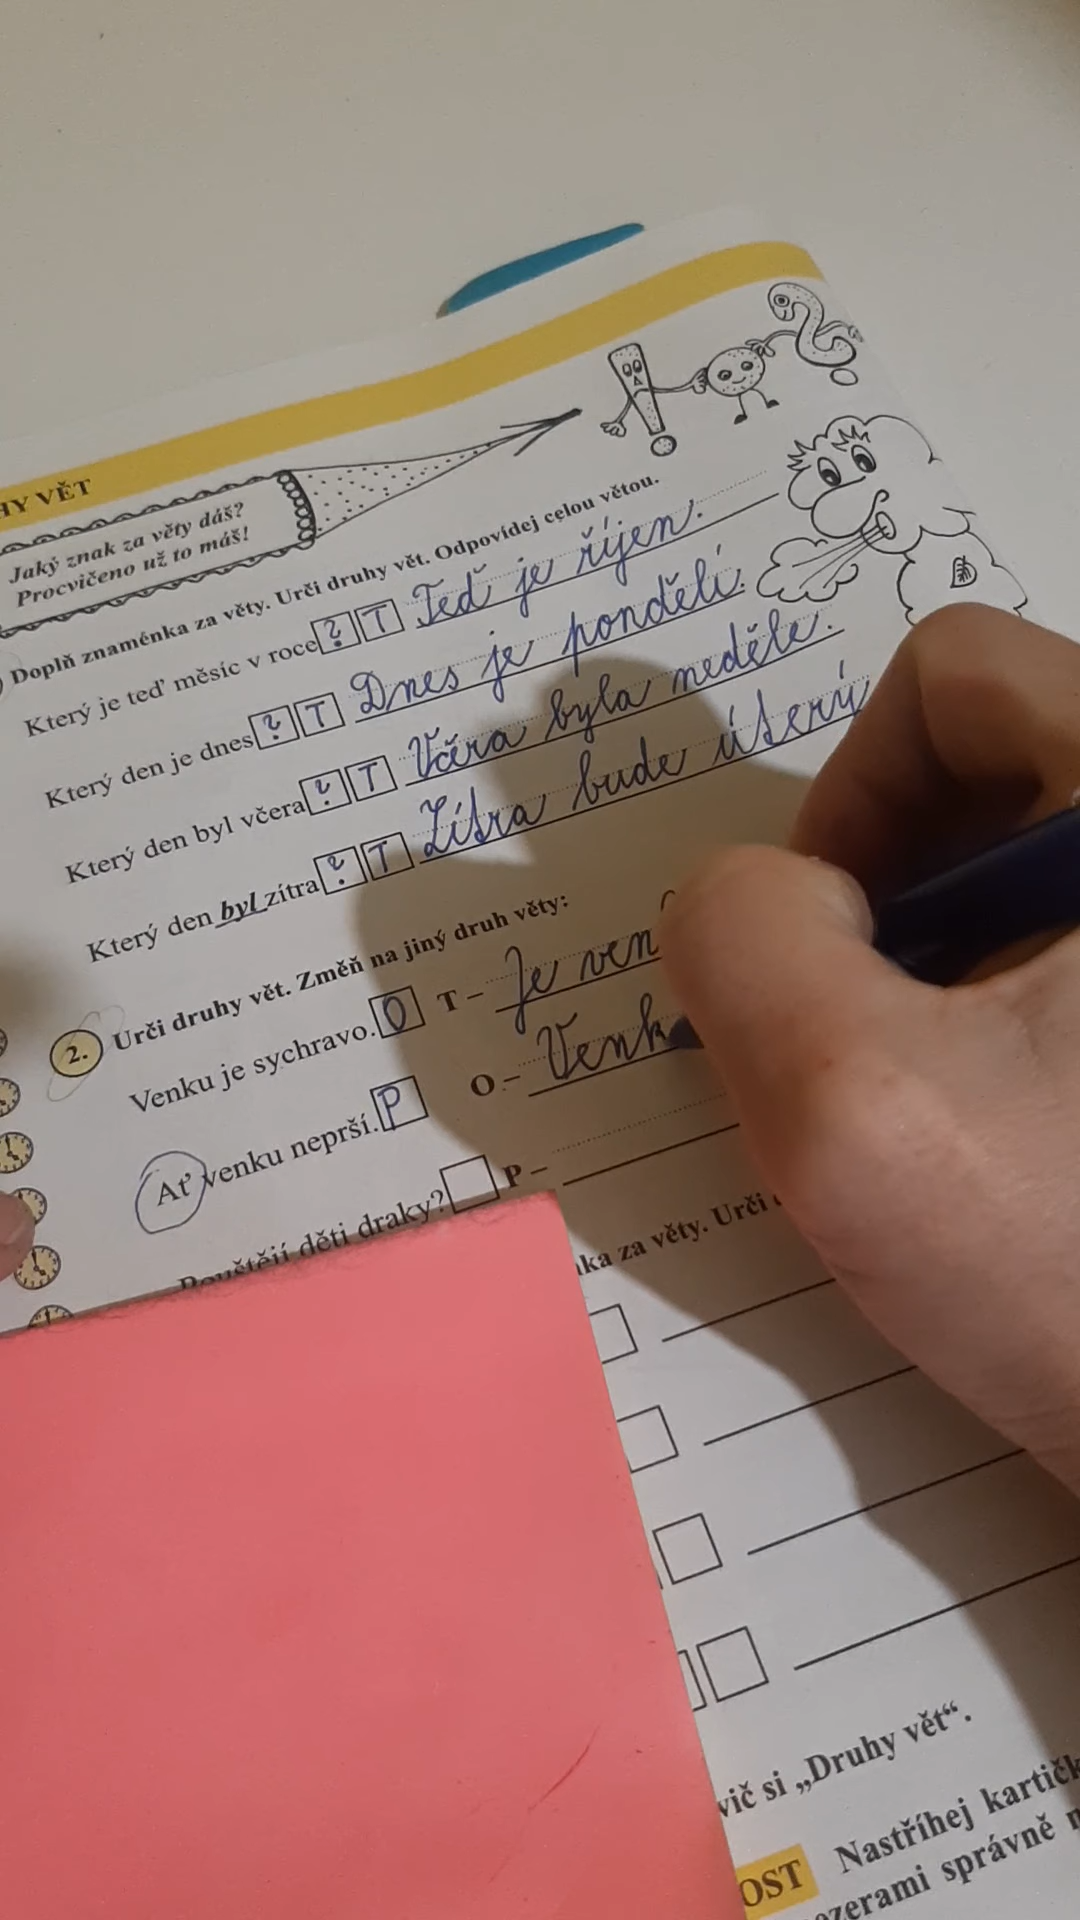 HY VĚT
Jaký znak za věty dáš?
Procvičeno už to máš!
Doplň znaménka za věty. Urči druhy vět. Odpovídej celou větou.
Který je teď měsíc v roce ? T Teď je říjen.
Který den je dnes ? T Dnes je pondělí.
Který den byl včera ? T Včera byla neděle.
Který den byl zítra ? T Zítra bude úterý
2. Urči druhy vět. Změň na jiný druh věty:
Venku je sychravo. O T – Je ven
Ať venku neprší. P O – Venk
Pouštějí děti draky? P –
ka za věty. Urči
vič si „Druhy vět“.
OST Nastříhej kartičk
ezerami správně